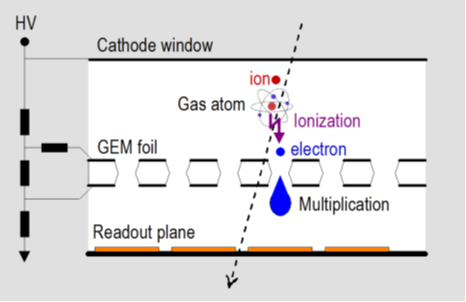 HV
Cathode window
ion
Gas atom
Ionization
GEM foil
electron
Multiplication
Readout plane